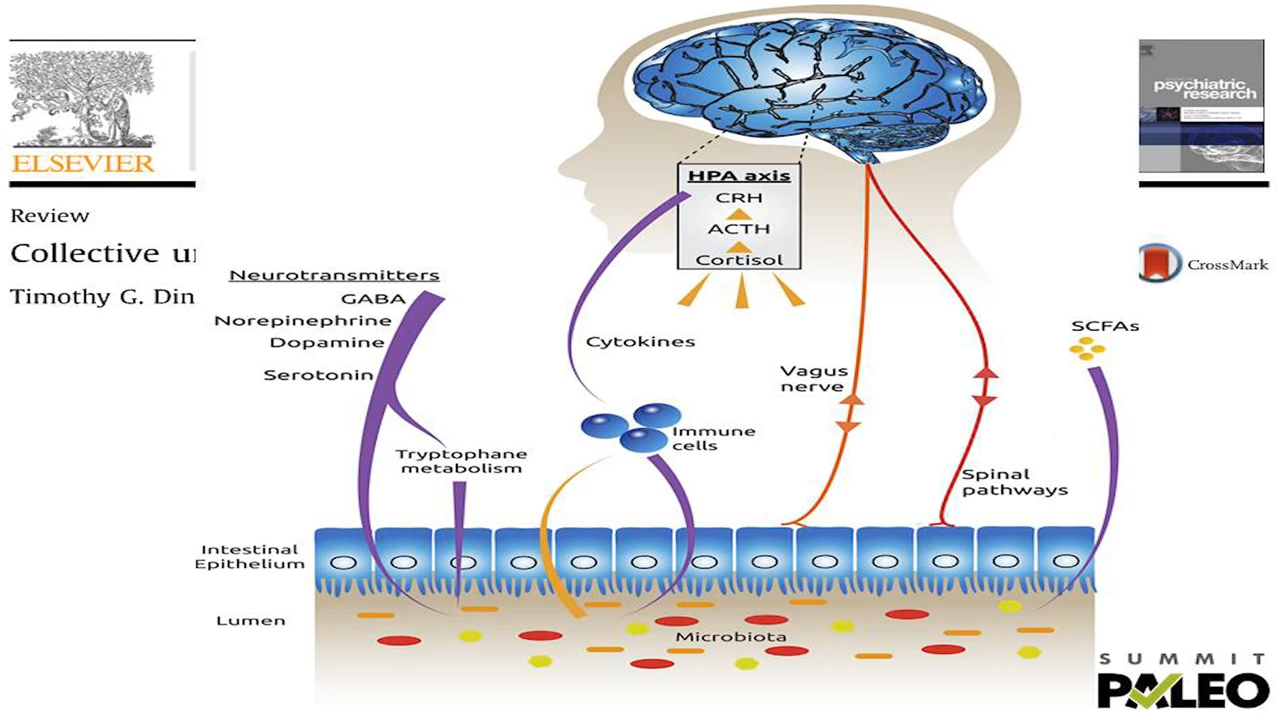 ELSEVIER
psychiatric
research
Review
Collective u
Timothy G. Din
CrossMark
HPA axis
CRH
ACTH
Cortisol
Neurotransmitters
GABA
Norepinephrine
Dopamine
Serotonin
Cytokines
SCFAs
Vagus
nerve
Immune
cells
Tryptophane
metabolism
Spinal
pathways
Intestinal
Epithelium
Lumen
Microbiota
SUMMIT
PALEO